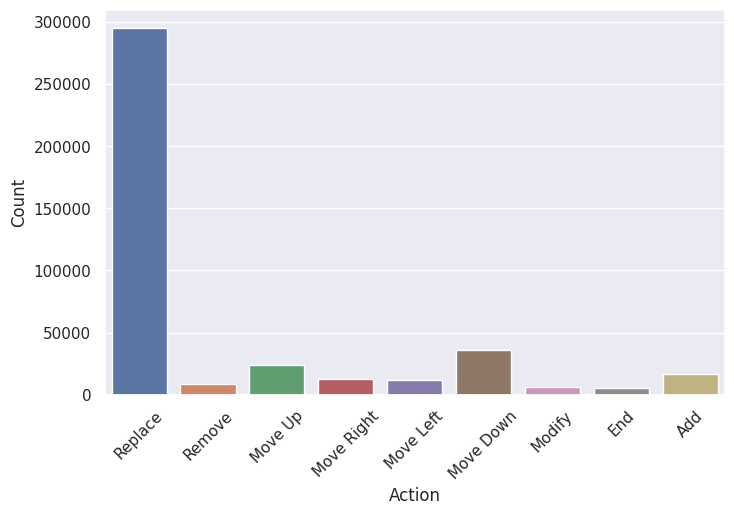 300000
250000
200000
150000
100000
50000
0
Count
Replace
Remove
Move Up
Move Right
Move Left
Move Down
Modify
End
Add
Action